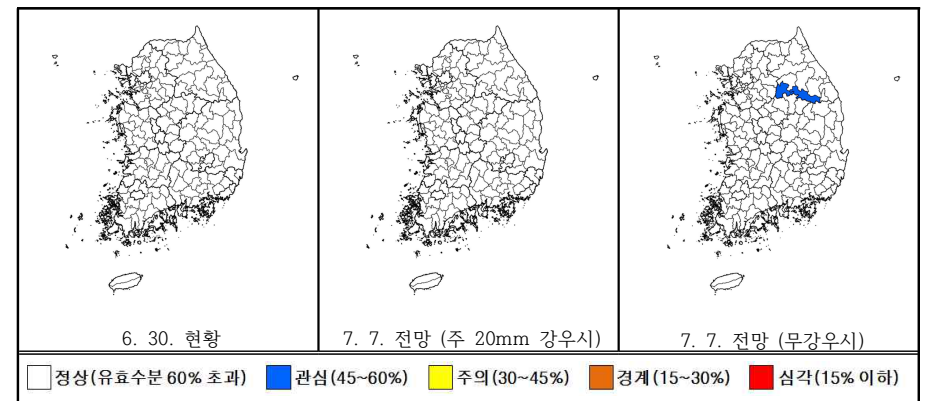 6. 30. 현황
7. 7. 전망 (주 20mm 강우시)
7. 7. 전망 (무강우시)
정상(유효수분 60% 초과) 관심(45~60%) 주의(30~45%) 경계(15~30%) 심각(15% 이하)